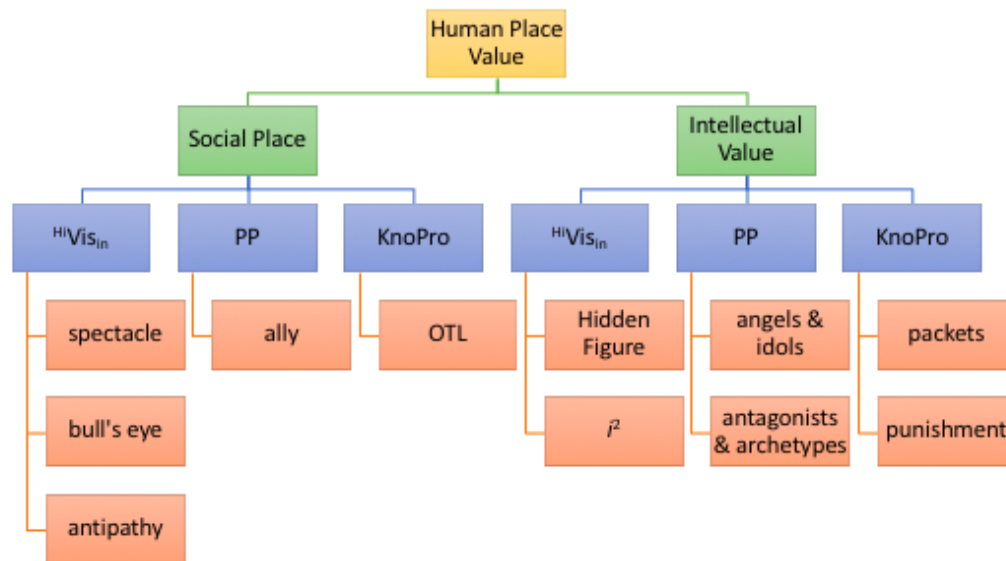 Human Place
Value
Social Place
Intellectual
Value
ᴴⁱVisᵢₙ
PP
KnoPro
ᴴⁱVisᵢₙ
PP
KnoPro
spectacle
ally
OTL
Hidden
Figure
angels &
idols
packets
bull's eye
i²
antagonists
& archetypes
punishment
antipathy